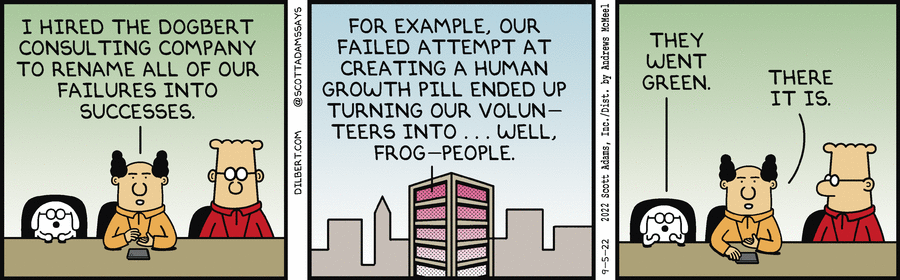 I HIRED THE DOGBERT
CONSULTING COMPANY
TO RENAME ALL OF OUR
FAILURES INTO
SUCCESSES.
DILBERT.COM @SCOTTADAMSSAYS
FOR EXAMPLE, OUR
FAILED ATTEMPT AT
CREATING A HUMAN
GROWTH PILL ENDED UP
TURNING OUR VOLUN-
TEERS INTO . . . WELL,
FROG-PEOPLE.
9-5-22 2022 Scott Adams, Inc./Dist. by Andrews McMeel
THEY
WENT
GREEN.
THERE
IT IS.